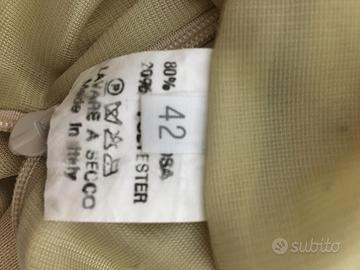 80%
20%
42
LAVARE A SECCO
Made in Italy
subito